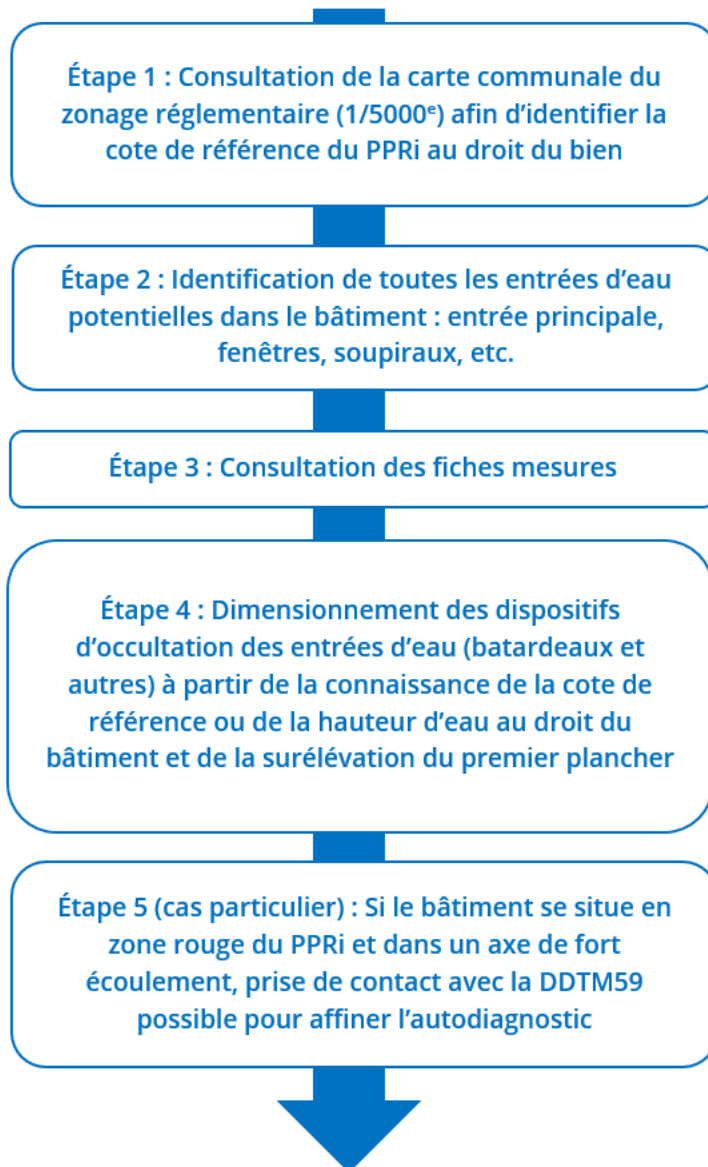 Étape 1 : Consultation de la carte communale du
zonage réglementaire (1/5000ᵉ) afin d’identifier la
cote de référence du PPRi au droit du bien
Étape 2 : Identification de toutes les entrées d’eau
potentielles dans le bâtiment : entrée principale,
fenêtres, soupiraux, etc.
Étape 3 : Consultation des fiches mesures
Étape 4 : Dimensionnement des dispositifs
d’occultation des entrées d’eau (batardeaux et
autres) à partir de la connaissance de la cote de
référence ou de la hauteur d’eau au droit du
bâtiment et de la surélévation du premier plancher
Étape 5 (cas particulier) : Si le bâtiment se situe en
zone rouge du PPRi et dans un axe de fort
écoulement, prise de contact avec la DDTM59
possible pour affiner l’autodiagnostic